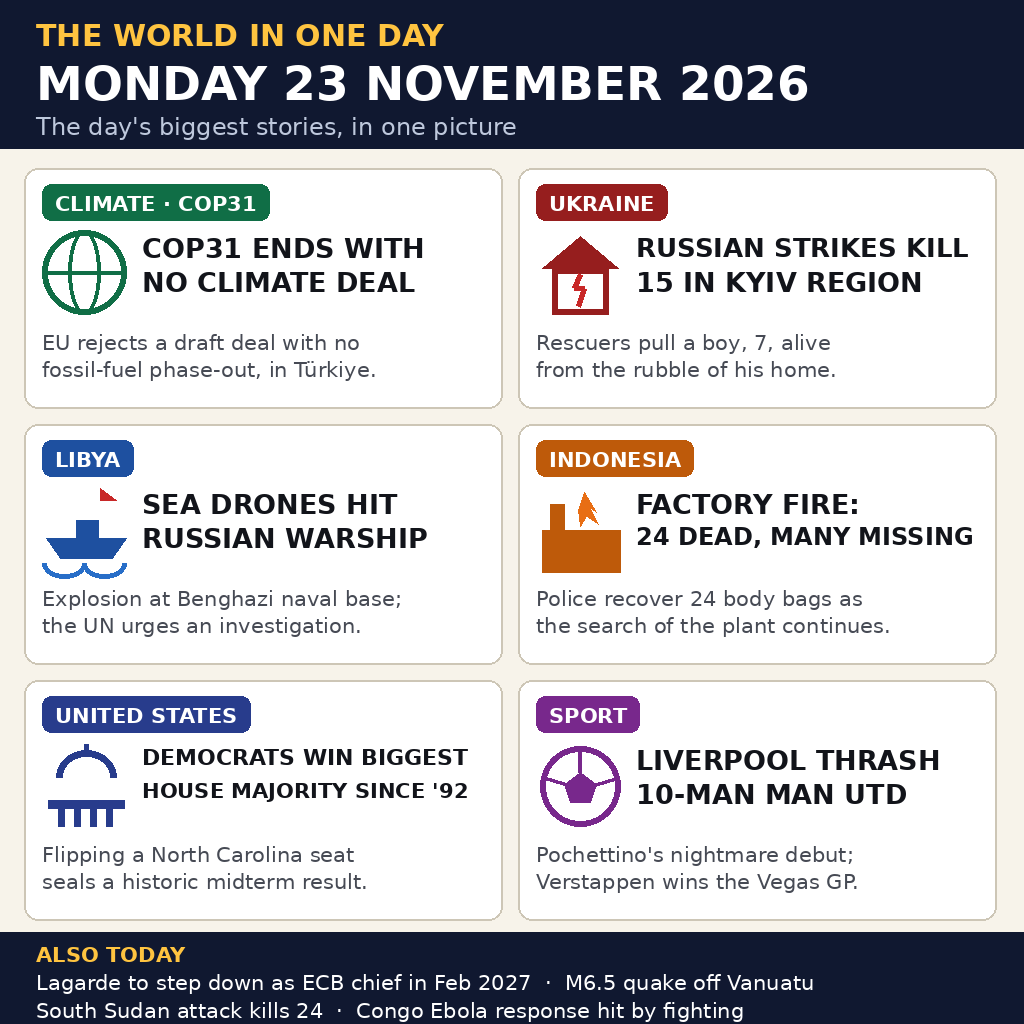 THE WORLD IN ONE DAY
MONDAY 23 NOVEMBER 2026
The day's biggest stories, in one picture
CLIMATE · COP31
COP31 ENDS WITH
NO CLIMATE DEAL
EU rejects a draft deal with no
fossil-fuel phase-out, in Türkiye.
UKRAINE
RUSSIAN STRIKES KILL
15 IN KYIV REGION
Rescuers pull a boy, 7, alive
from the rubble of his home.
LIBYA
SEA DRONES HIT
RUSSIAN WARSHIP
Explosion at Benghazi naval base;
the UN urges an investigation.
INDONESIA
FACTORY FIRE:
24 DEAD, MANY MISSING
Police recover 24 body bags as
the search of the plant continues.
UNITED STATES
DEMOCRATS WIN BIGGEST
HOUSE MAJORITY SINCE '92
Flipping a North Carolina seat
seals a historic midterm result.
SPORT
LIVERPOOL THRASH
10-MAN MAN UTD
Pochettino's nightmare debut;
Verstappen wins the Vegas GP.
ALSO TODAY
Lagarde to step down as ECB chief in Feb 2027 · M6.5 quake off Vanuatu
South Sudan attack kills 24 · Congo Ebola response hit by fighting